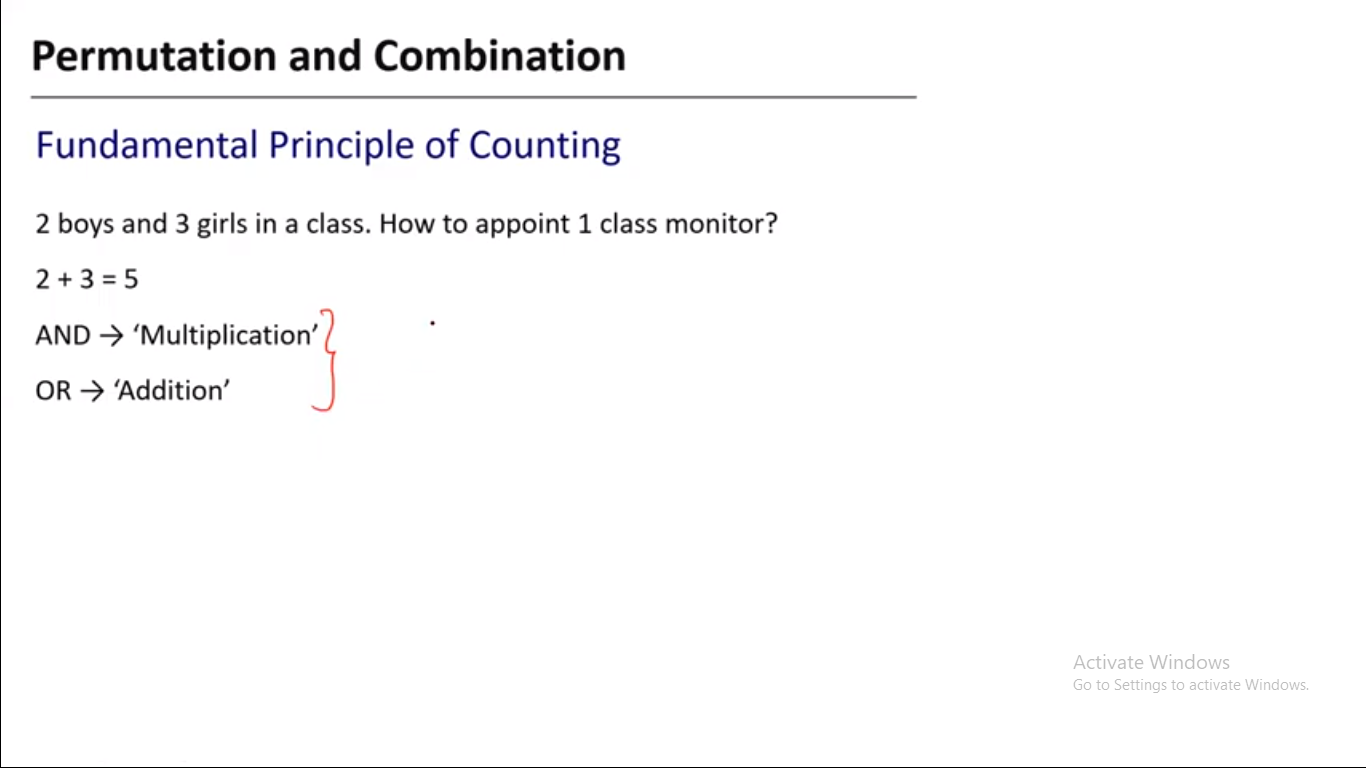 Permutation and Combination
Fundamental Principle of Counting
2 boys and 3 girls in a class. How to appoint 1 class monitor?
2 + 3 = 5
AND → ‘Multiplication’
OR → ‘Addition’
Activate Windows
Go to Settings to activate Windows.